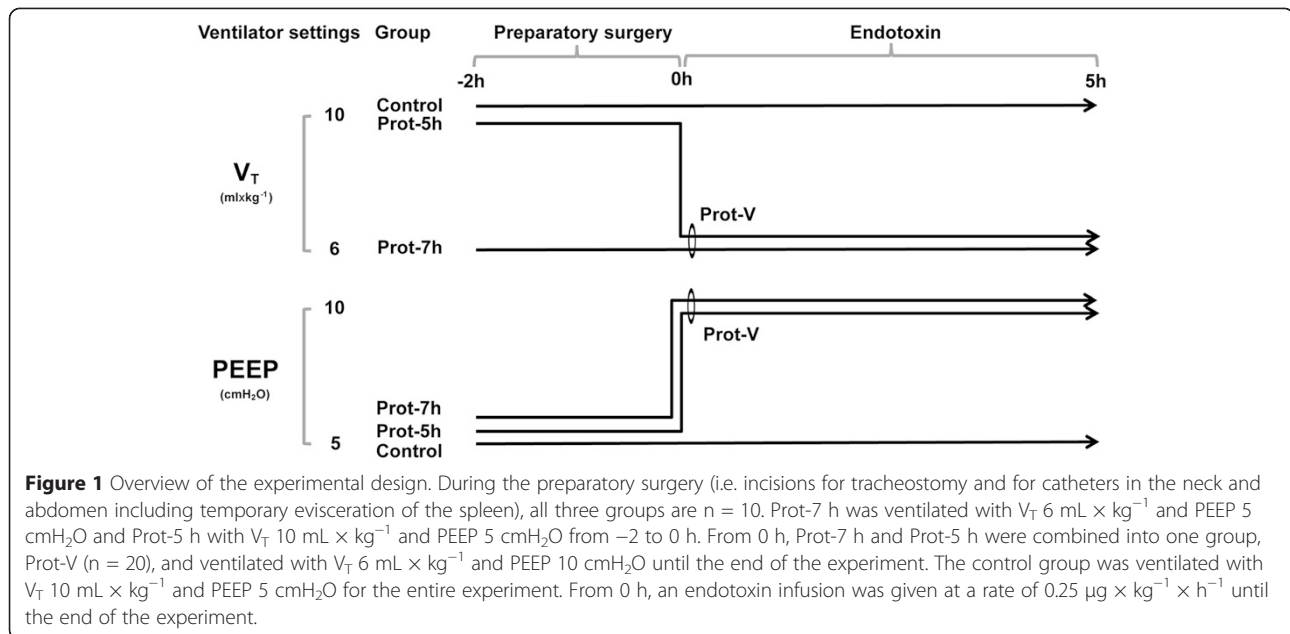 Ventilator settings Group Preparatory surgery Endotoxin
-2h 0h 5h
Control
10
Prot-5h
V_T
(mlxkg⁻¹)
Prot-V
6 Prot-7h
10
Prot-V
PEEP
(cmH₂O)
Prot-7h
Prot-5h
5
Control
Figure 1 Overview of the experimental design. During the preparatory surgery (i.e. incisions for tracheostomy and for catheters in the neck and
abdomen including temporary evisceration of the spleen), all three groups are n = 10. Prot-7 h was ventilated with V_T 6 mL × kg⁻¹ and PEEP 5
cmH₂O and Prot-5 h with V_T 10 mL × kg⁻¹ and PEEP 5 cmH₂O from −2 to 0 h. From 0 h, Prot-7 h and Prot-5 h were combined into one group,
Prot-V (n = 20), and ventilated with V_T 6 mL × kg⁻¹ and PEEP 10 cmH₂O until the end of the experiment. The control group was ventilated with
V_T 10 mL × kg⁻¹ and PEEP 5 cmH₂O for the entire experiment. From 0 h, an endotoxin infusion was given at a rate of 0.25 μg × kg⁻¹ × h⁻¹ until
the end of the experiment.